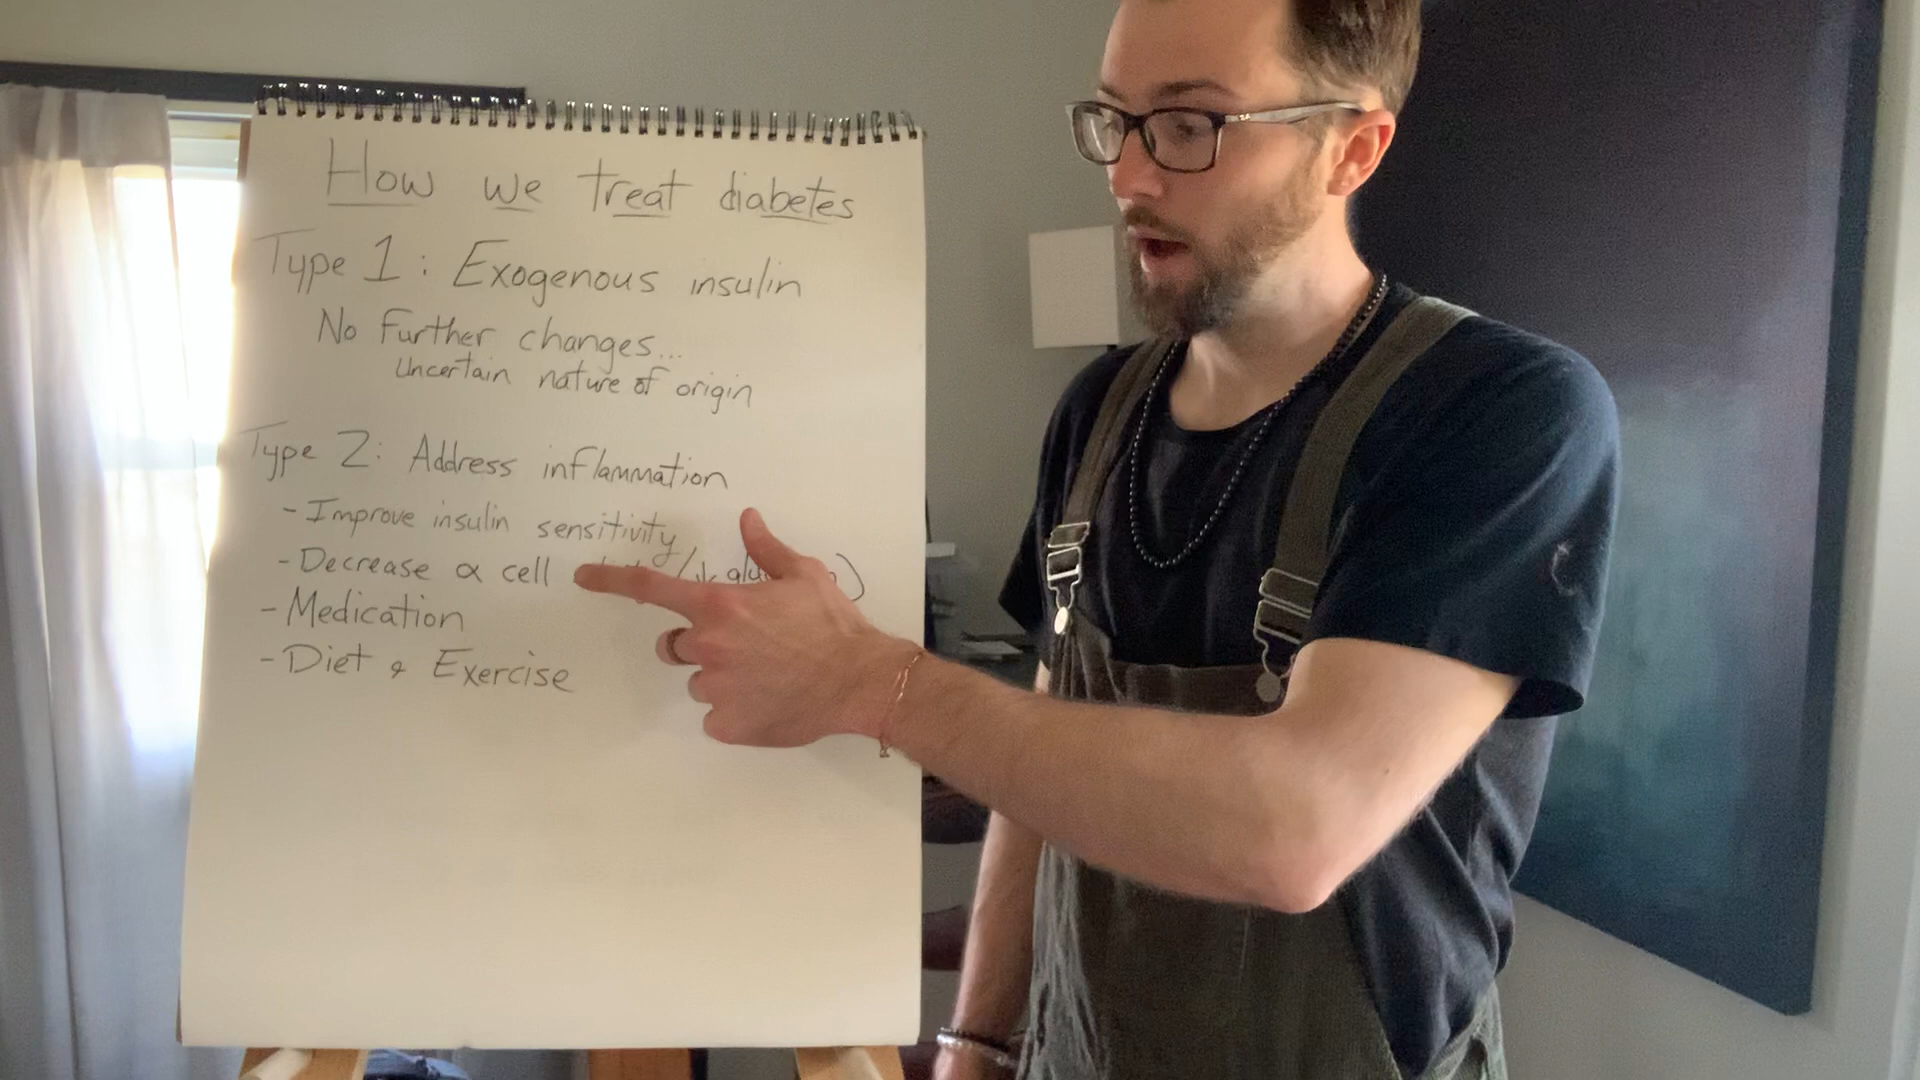 How we treat diabetes
Type 1: Exogenous insulin
No further changes...
Uncertain nature of origin
Type 2: Address inflammation
- Improve insulin sensitivity
- Decrease α cell
- Medication
- Diet & Exercise